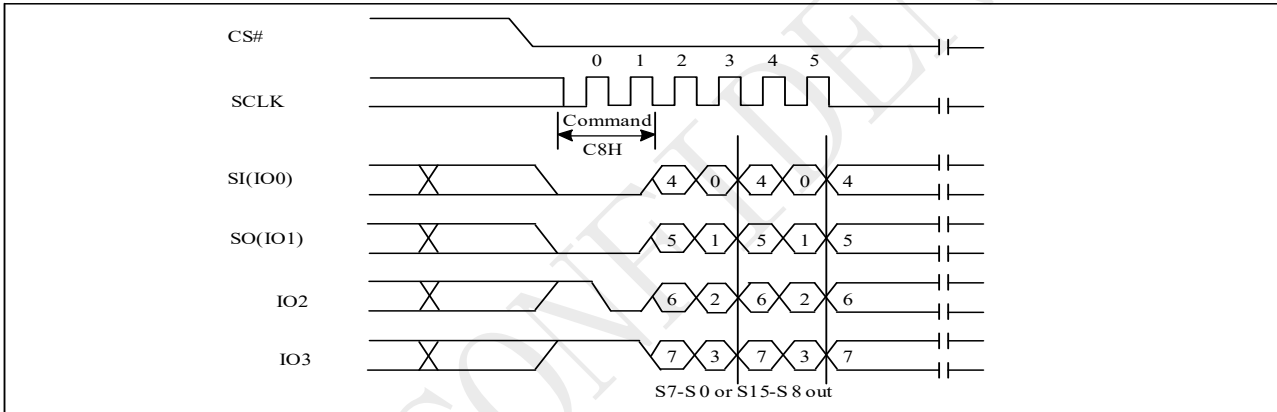 CS#
0 1 2 3 4 5
SCLK
Command
C8H
SI(IO0) 4 0 4 0 4
SO(IO1) 5 1 5 1 5
IO2 6 2 6 2 6
IO3 7 3 7 3 7
S7-S0 or S15-S8 out